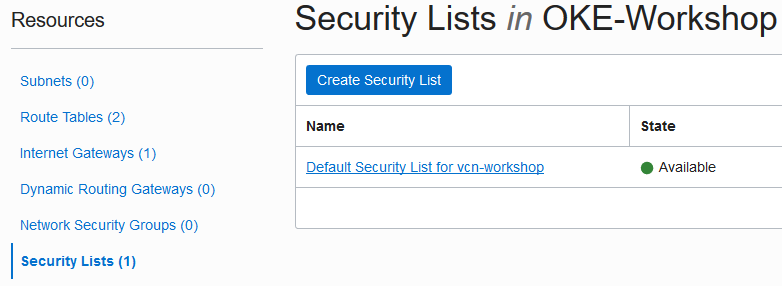 Resources
Subnets (0)
Route Tables (2)
Internet Gateways (1)
Dynamic Routing Gateways (0)
Network Security Groups (0)
Security Lists (1)
Security Lists in OKE-Workshop
Create Security List
Name State
Default Security List for vcn-workshop Available